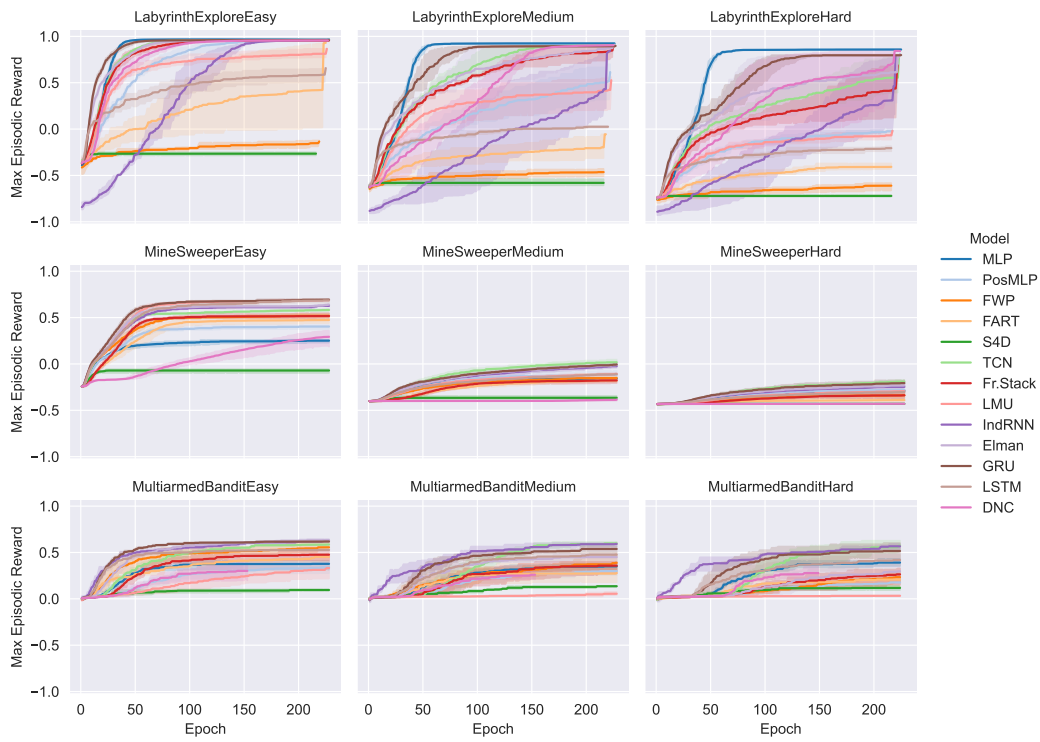 LabyrinthExploreEasy LabyrinthExploreMedium LabyrinthExploreHard
1.0
0.5
0.0
−0.5
−1.0
Max Episodic Reward
MineSweeperEasy MineSweeperMedium MineSweeperHard
1.0
0.5
0.0
−0.5
−1.0
Max Episodic Reward
MultiarmedBanditEasy MultiarmedBanditMedium MultiarmedBanditHard
1.0
0.5
0.0
−0.5
−1.0
Max Episodic Reward
0 50 100 150 200 0 50 100 150 200 0 50 100 150 200
Epoch Epoch Epoch
Model
MLP
PosMLP
FWP
FART
S4D
TCN
Fr.Stack
LMU
IndRNN
Elman
GRU
LSTM
DNC